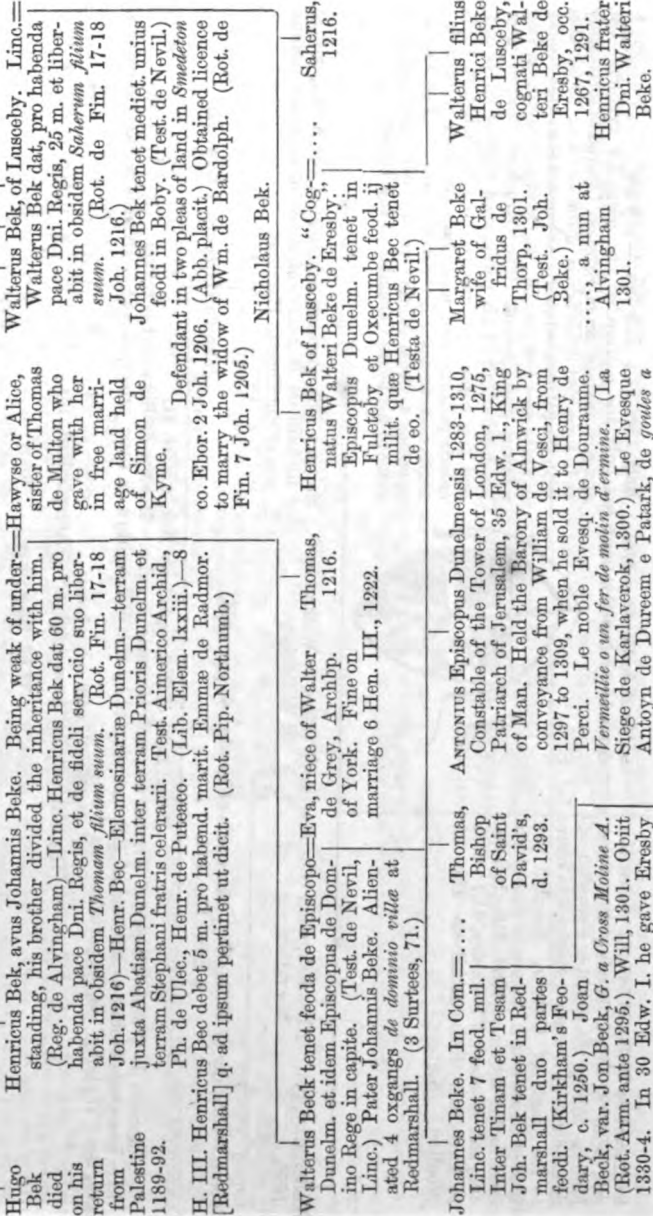 Hugo
Bek
died
on his
return
from
Palestine
1189-92.
Henricus Bek, avus Johannis Beke. Being weak of under-
standing, his brother divided the inheritance with him.
(Reg. de Alvingham)—Linc. Henricus Bek dat 60 m. pro
habenda pace Dni. Regis, et de fideli servicio suo liber-
abit in obsidem Thomam filium suum. (Rot. Fin. 17-18
Joh. 1216)—Henr. Bec—Elemosinariæ Dunelm.—terram
juxta Abatiam Dunelm. inter terram Prioris Dunelm. et
terram Stephani fratris celerarii. Test. Aimerico Archid.,
Ph. de Ulec., Henr. de Puteaco. (Lib. Elem. lxxiii.)—8
H. III. Henricus Bec debet 5 m. pro habend. marit. Emmæ de Radmor.
[Redmarshall] q. ad ipsum pertinet ut dicit. (Rot. Pip. Northumb.)
=Hawyse or Alice,
sister of Thomas
de Multon who
gave with her
in free marri-
age land held
of Simon de
Kyme.
Walterus Bek, of Lusceby. Linc.=
Walterus Bek dat, pro habenda
pace Dni. Regis, 25 m. et liber-
abit in obsidem Saherum filium
suum. (Rot. de Fin. 17-18
Joh. 1216.)
Johannes Bek tenet mediet. unius
feodi in Boby. (Test. de Nevil.)
Defendant in two pleas of land in Smedeton
co. Ebor. 2 Joh. 1206. (Abb. placit.) Obtained licence
to marry the widow of Wm. de Bardolph. (Rot. de
Fin. 7 Joh. 1205.)
Nicholaus Bek.
Walterus Beck tenet feoda de Episcopo
Dunelm. et idem Episcopus de Dom-
ino Rege in capite. (Test. de Nevil,
Linc.) Pater Johannis Beke. Alien-
ated 4 oxgangs de dominio villæ at
Redmarshall. (3 Surtees, 71.)
=Eva, niece of Walter
de Grey, Archbp.
of York. Fine on
marriage 6 Hen. III., 1222.
Thomas,
1216.
Henricus Bek of Lusceby. "Cog-
natus Walteri Beke de Eresby,"
Episcopus Dunelm. tenet in
Fuleteby et Oxecumbe feod. ij
milit. quæ Henricus Bec tenet
de eo. (Testa de Nevil.)
=.....
Saherus,
1216.
Johannes Beke. In Com.=.....
Linc. tenet 7 feod. mil.
Inter Tinam et Tesam
Joh. Bek tenet in Red-
marshall duo partes
feodi. (Kirkham's Feo-
dary, c. 1250.) Joan
Beck, var. Jon Beck, G. a Cross Moline A.
(Rot. Arm. ante 1295.) Will, 1301. Obiit
1330-4. In 30 Edw. I. he gave Eresby
Thomas,
Bishop
of Saint
David's,
d. 1293.
ANTONIUS Episcopus Dunelmensis 1283-1310,
Constable of the Tower of London, 1275,
Patriarch of Jerusalem, 35 Edw. I., King
of Man. Held the Barony of Alnwick by
conveyance from William de Vesci, from
1297 to 1309, when he sold it to Henry de
Perci. Le noble Evesq. de Douraume.
Vermeillie o un fer de molin d'ermine. (La
Siege de Karlaverok, 1300.) Le Evesque
Antoyn de Dureem e Patark, de goules a
Margaret Beke
wife of Gal-
fridus de
Thorp, 1301.
(Test. Joh.
Beke.)
....., a nun at
Alvingham
1301.
Walterus filius
Henrici Beke
de Lusceby,
cognati Wal-
teri Beke de
Eresby, occ.
1267, 1291.
Henricus frater
Dni. Walteri
Beke.